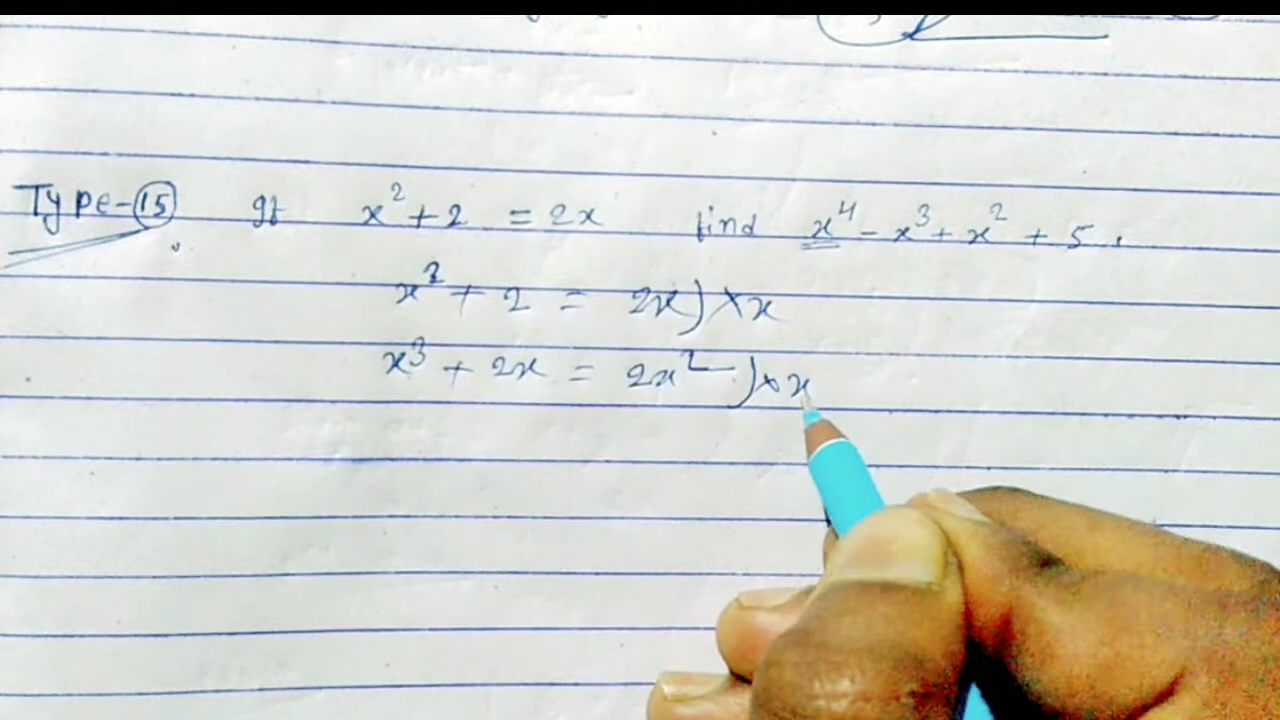 Type-15 If x² + 2 = 2x find x⁴ - x³ + x² + 5.
x² + 2 = 2x) × x
x³ + 2x = 2x² ) × x